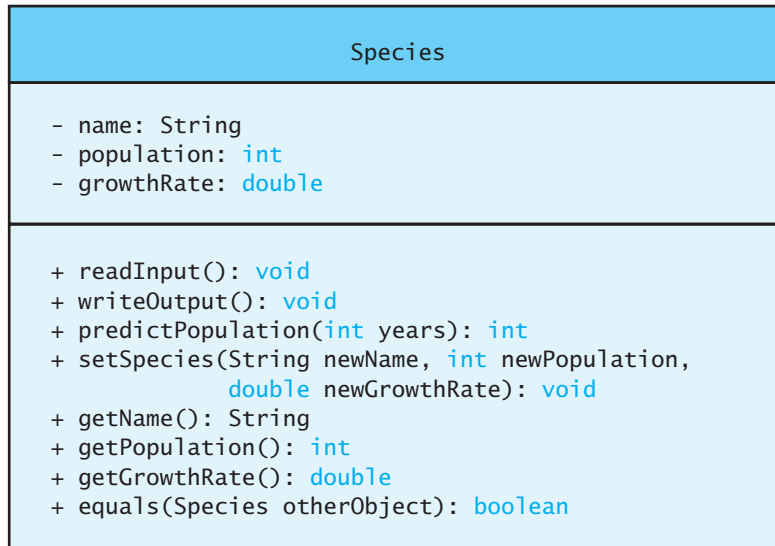 Species
- name: String
- population: int
- growthRate: double
+ readInput(): void
+ writeOutput(): void
+ predictPopulation(int years): int
+ setSpecies(String newName, int newPopulation,
double newGrowthRate): void
+ getName(): String
+ getPopulation(): int
+ getGrowthRate(): double
+ equals(Species otherObject): boolean